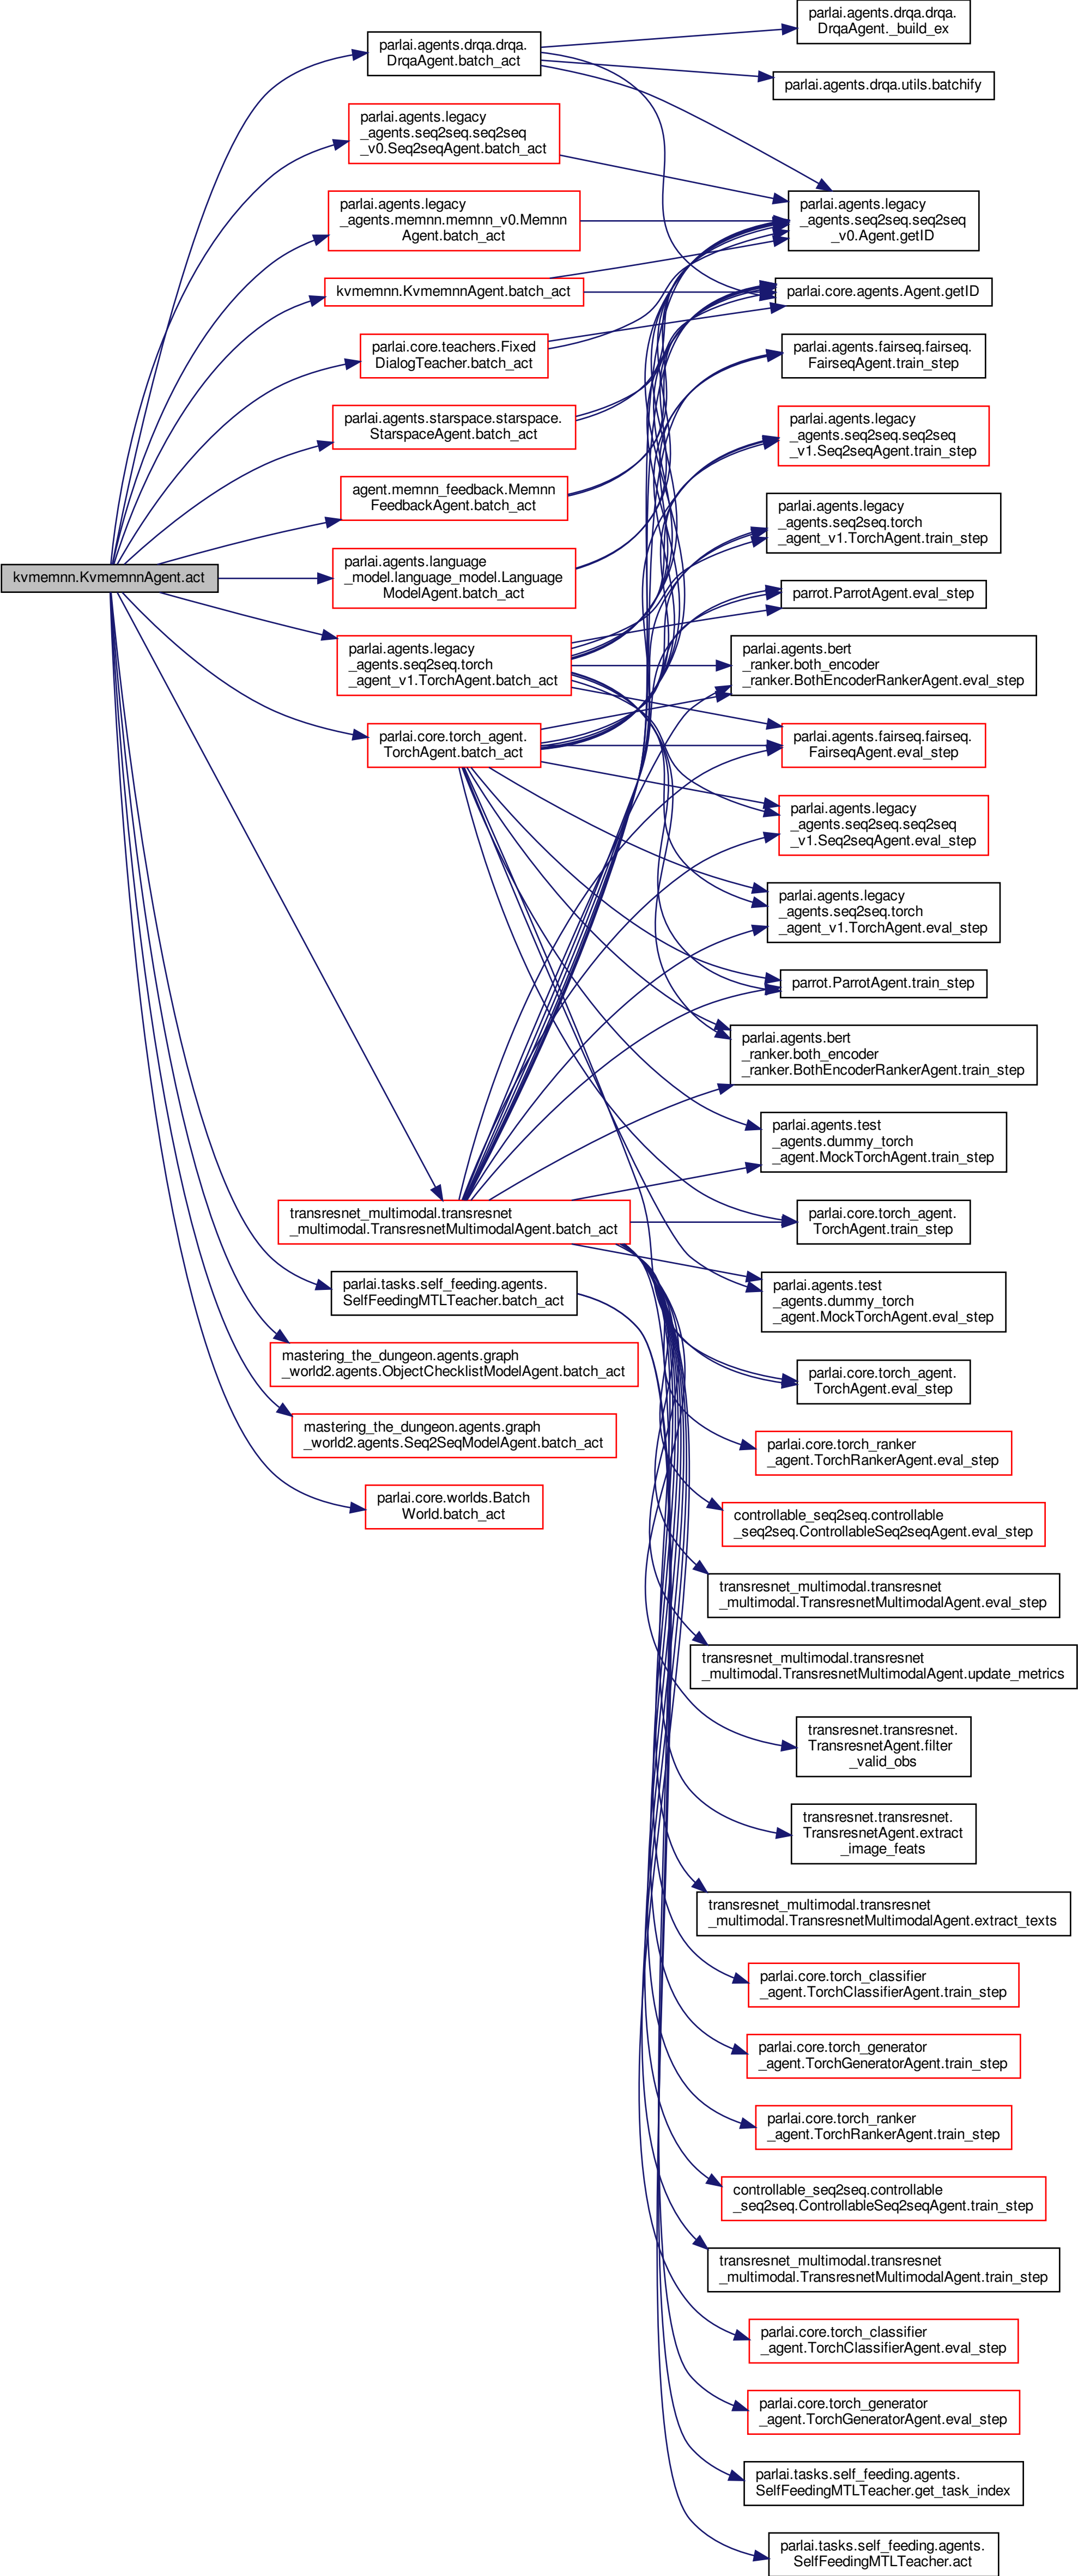 kvmemnn.KvmemnnAgent.act
parlai.agents.drqa.drqa.
DrqaAgent.batch_act
parlai.agents.legacy
_agents.seq2seq.seq2seq
_v0.Seq2seqAgent.batch_act
parlai.agents.legacy
_agents.memnn.memnn_v0.Memnn
Agent.batch_act
kvmemnn.KvmemnnAgent.batch_act
parlai.core.teachers.Fixed
DialogTeacher.batch_act
parlai.agents.starspace.starspace.
StarspaceAgent.batch_act
agent.memnn_feedback.Memnn
FeedbackAgent.batch_act
parlai.agents.language
_model.language_model.Language
ModelAgent.batch_act
parlai.agents.legacy
_agents.seq2seq.torch
_agent_v1.TorchAgent.batch_act
parlai.core.torch_agent.
TorchAgent.batch_act
transresnet_multimodal.transresnet
_multimodal.TransresnetMultimodalAgent.batch_act
parlai.tasks.self_feeding.agents.
SelfFeedingMTLTeacher.batch_act
mastering_the_dungeon.agents.graph
_world2.agents.ObjectChecklistModelAgent.batch_act
mastering_the_dungeon.agents.graph
_world2.agents.Seq2SeqModelAgent.batch_act
parlai.core.worlds.Batch
World.batch_act
parlai.agents.drqa.drqa.
DrqaAgent._build_ex
parlai.agents.drqa.utils.batchify
parlai.agents.legacy
_agents.seq2seq.seq2seq
_v0.Agent.getID
parlai.core.agents.Agent.getID
parlai.agents.fairseq.fairseq.
FairseqAgent.train_step
parlai.agents.legacy
_agents.seq2seq.seq2seq
_v1.Seq2seqAgent.train_step
parlai.agents.legacy
_agents.seq2seq.torch
_agent_v1.TorchAgent.train_step
parrot.ParrotAgent.eval_step
parlai.agents.bert
_ranker.both_encoder
_ranker.BothEncoderRankerAgent.eval_step
parlai.agents.fairseq.fairseq.
FairseqAgent.eval_step
parlai.agents.legacy
_agents.seq2seq.seq2seq
_v1.Seq2seqAgent.eval_step
parlai.agents.legacy
_agents.seq2seq.torch
_agent_v1.TorchAgent.eval_step
parrot.ParrotAgent.train_step
parlai.agents.bert
_ranker.both_encoder
_ranker.BothEncoderRankerAgent.train_step
parlai.agents.test
_agents.dummy_torch
_agent.MockTorchAgent.train_step
parlai.core.torch_agent.
TorchAgent.train_step
parlai.agents.test
_agents.dummy_torch
_agent.MockTorchAgent.eval_step
parlai.core.torch_agent.
TorchAgent.eval_step
parlai.core.torch_ranker
_agent.TorchRankerAgent.eval_step
controllable_seq2seq.controllable
_seq2seq.ControllableSeq2seqAgent.eval_step
transresnet_multimodal.transresnet
_multimodal.TransresnetMultimodalAgent.eval_step
transresnet_multimodal.transresnet
_multimodal.TransresnetMultimodalAgent.update_metrics
transresnet.transresnet.
TransresnetAgent.filter
_valid_obs
transresnet.transresnet.
TransresnetAgent.extract
_image_feats
transresnet_multimodal.transresnet
_multimodal.TransresnetMultimodalAgent.extract_texts
parlai.core.torch_classifier
_agent.TorchClassifierAgent.train_step
parlai.core.torch_generator
_agent.TorchGeneratorAgent.train_step
parlai.core.torch_ranker
_agent.TorchRankerAgent.train_step
controllable_seq2seq.controllable
_seq2seq.ControllableSeq2seqAgent.train_step
transresnet_multimodal.transresnet
_multimodal.TransresnetMultimodalAgent.train_step
parlai.core.torch_classifier
_agent.TorchClassifierAgent.eval_step
parlai.core.torch_generator
_agent.TorchGeneratorAgent.eval_step
parlai.tasks.self_feeding.agents.
SelfFeedingMTLTeacher.get_task_index
parlai.tasks.self_feeding.agents.
SelfFeedingMTLTeacher.act